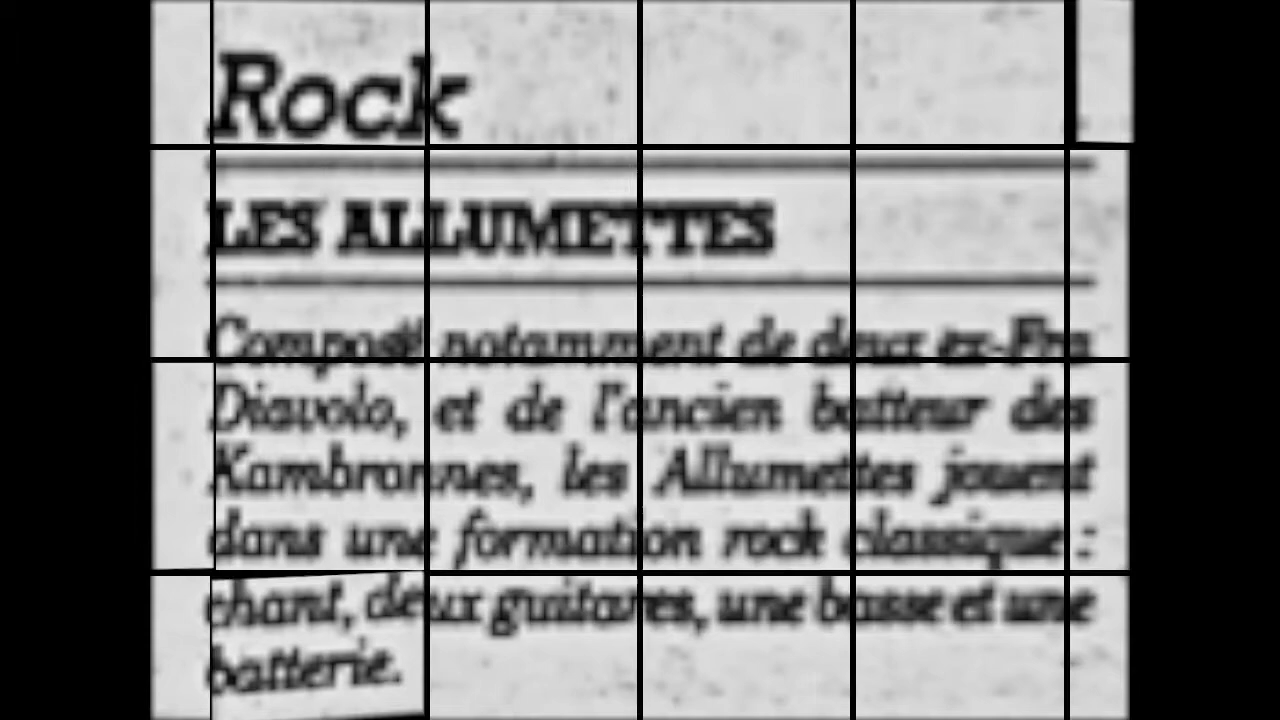 Rock
LES ALLUMETTES
Composé notamment de deux ex-Fra
Diavolo, et de l'ancien batteur des
Kambronnes, les Allumettes jouent
dans une formation rock classique :
chant, deux guitares, une basse et une
batterie.